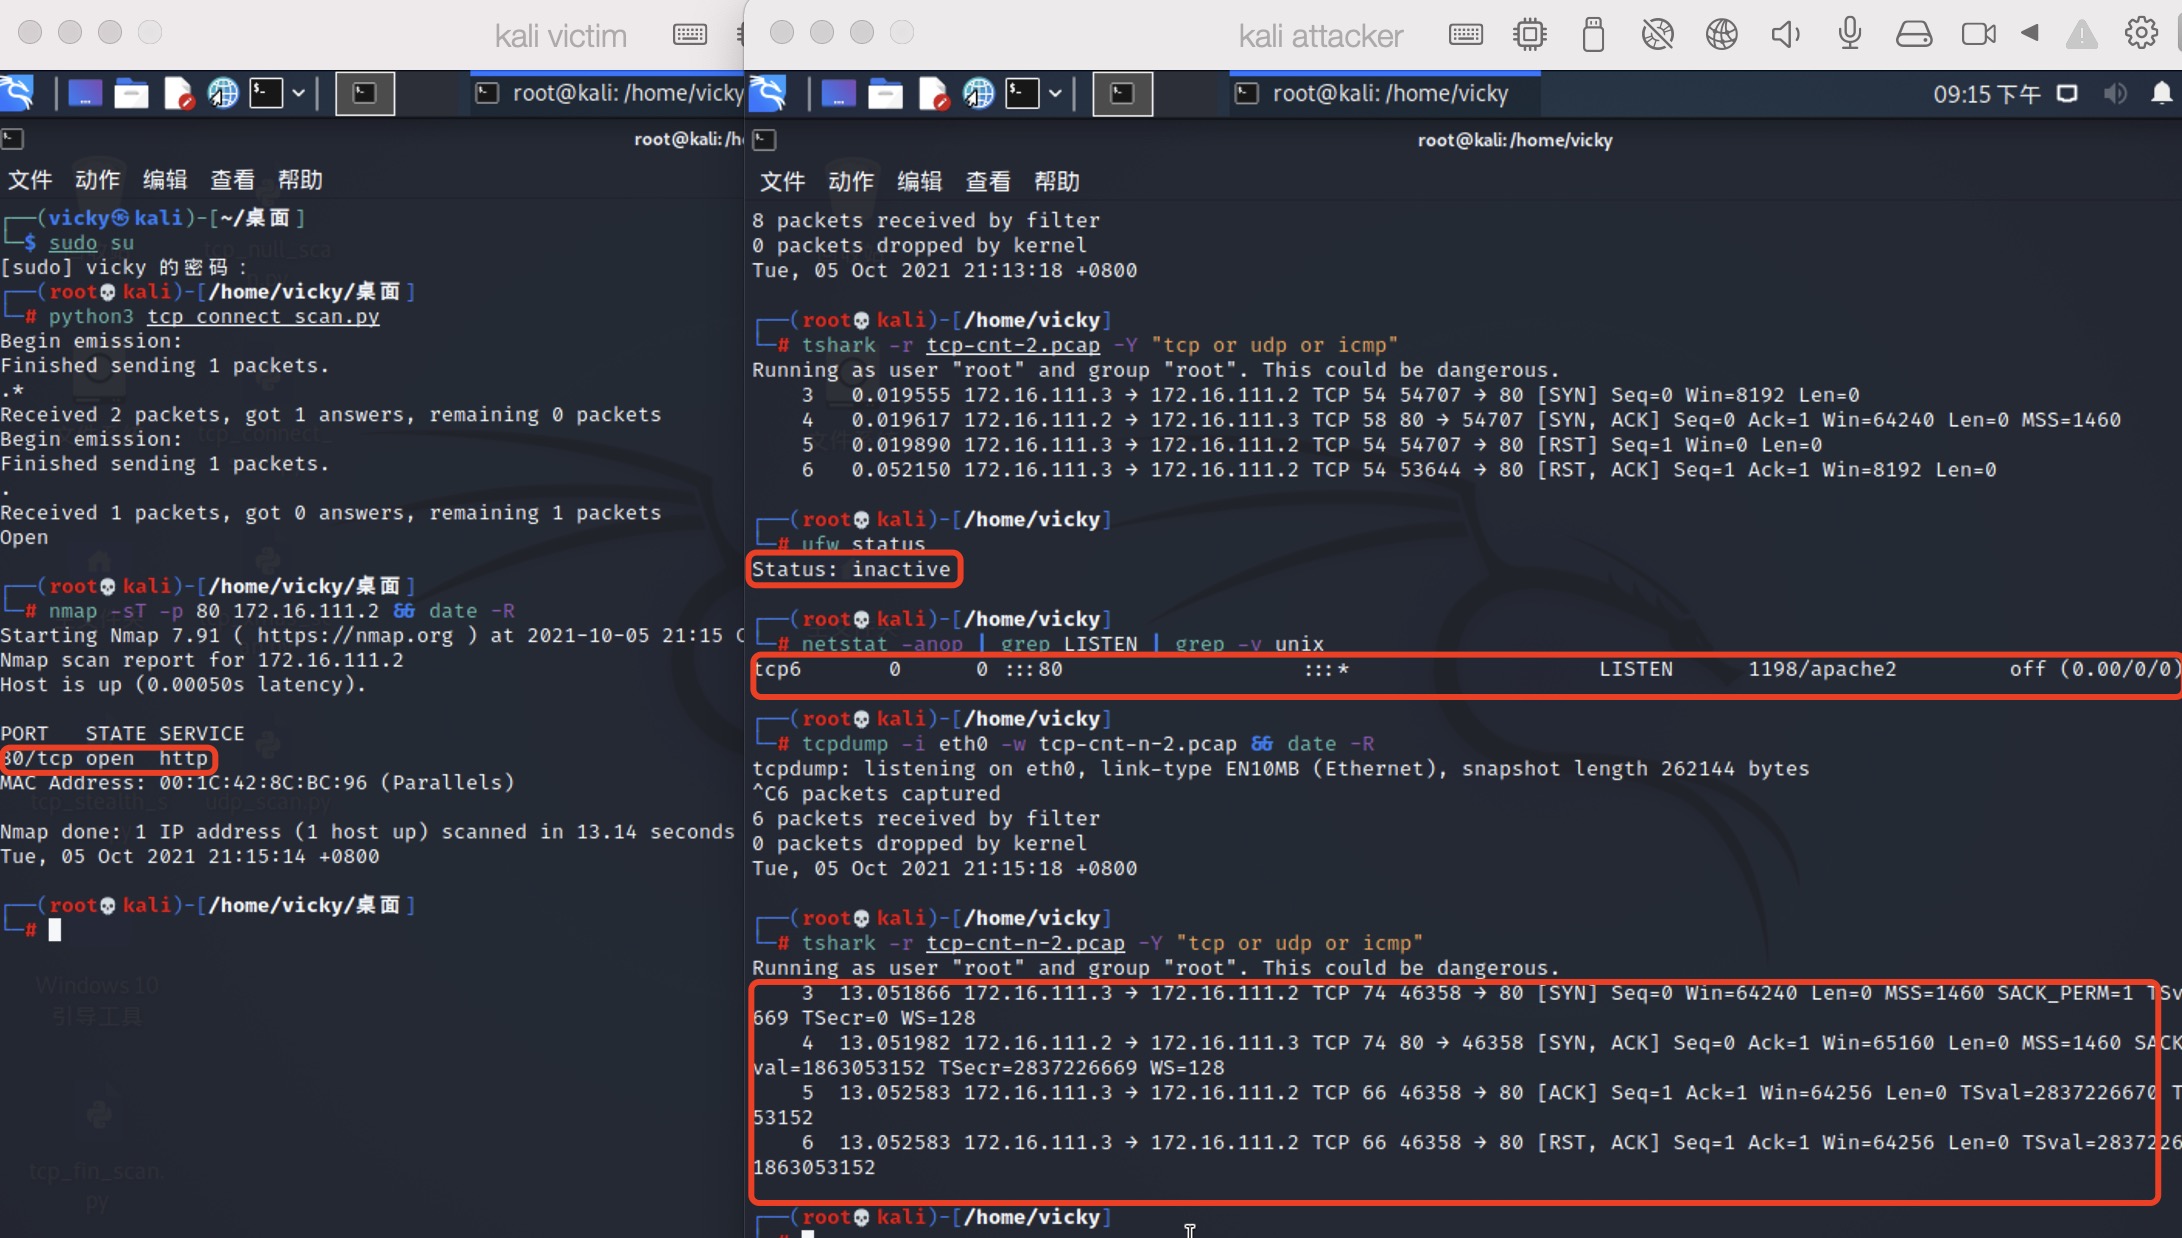 kali victim
root@kali: /home/vicky
root@kali:/h
文件 动作 编辑 查看 帮助
┌──(vicky㉿kali)-[~/桌面]
└─$ sudo su
[sudo] vicky 的密码：
┌──(root💀kali)-[/home/vicky/桌面]
└─# python3 tcp_connect_scan.py
Begin emission:
Finished sending 1 packets.
.*
Received 2 packets, got 1 answers, remaining 0 packets
Begin emission:
Finished sending 1 packets.
.
Received 1 packets, got 0 answers, remaining 1 packets
Open
┌──(root💀kali)-[/home/vicky/桌面]
└─# nmap -sT -p 80 172.16.111.2 && date -R
Starting Nmap 7.91 ( https://nmap.org ) at 2021-10-05 21:15 C
Nmap scan report for 172.16.111.2
Host is up (0.00050s latency).
PORT   STATE SERVICE
80/tcp open  http
MAC Address: 00:1C:42:8C:BC:96 (Parallels)
Nmap done: 1 IP address (1 host up) scanned in 13.14 seconds
Tue, 05 Oct 2021 21:15:14 +0800
┌──(root💀kali)-[/home/vicky/桌面]
└─#
tcp_null_sca
tcp_connect_
tcp_stealth_s
udp_scan.py
Windows 10
引导工具
tcp_fin_scan.
py
kali attacker
root@kali: /home/vicky
09:15 下午
root@kali:/home/vicky
文件 动作 编辑 查看 帮助
8 packets received by filter
0 packets dropped by kernel
Tue, 05 Oct 2021 21:13:18 +0800
┌──(root💀kali)-[/home/vicky]
└─# tshark -r tcp-cnt-2.pcap -Y "tcp or udp or icmp"
Running as user "root" and group "root". This could be dangerous.
3   0.019555 172.16.111.3 → 172.16.111.2 TCP 54 54707 → 80 [SYN] Seq=0 Win=8192 Len=0
4   0.019617 172.16.111.2 → 172.16.111.3 TCP 58 80 → 54707 [SYN, ACK] Seq=0 Ack=1 Win=64240 Len=0 MSS=1460
5   0.019890 172.16.111.3 → 172.16.111.2 TCP 54 54707 → 80 [RST] Seq=1 Win=0 Len=0
6   0.052150 172.16.111.3 → 172.16.111.2 TCP 54 53644 → 80 [RST, ACK] Seq=1 Ack=1 Win=8192 Len=0
┌──(root💀kali)-[/home/vicky]
└─# ufw status
Status: inactive
┌──(root💀kali)-[/home/vicky]
└─# netstat -anop | grep LISTEN | grep -v unix
tcp6       0      0 :::80                   :::*                    LISTEN      1198/apache2         off (0.00/0/0)
┌──(root💀kali)-[/home/vicky]
└─# tcpdump -i eth0 -w tcp-cnt-n-2.pcap && date -R
tcpdump: listening on eth0, link-type EN10MB (Ethernet), snapshot length 262144 bytes
^C6 packets captured
6 packets received by filter
0 packets dropped by kernel
Tue, 05 Oct 2021 21:15:18 +0800
┌──(root💀kali)-[/home/vicky]
└─# tshark -r tcp-cnt-n-2.pcap -Y "tcp or udp or icmp"
Running as user "root" and group "root". This could be dangerous.
3  13.051866 172.16.111.3 → 172.16.111.2 TCP 74 46358 → 80 [SYN] Seq=0 Win=64240 Len=0 MSS=1460 SACK_PERM=1 TSv
669 TSecr=0 WS=128
4  13.051982 172.16.111.2 → 172.16.111.3 TCP 74 80 → 46358 [SYN, ACK] Seq=0 Ack=1 Win=65160 Len=0 MSS=1460 SACK
val=1863053152 TSecr=2837226669 WS=128
5  13.052583 172.16.111.3 → 172.16.111.2 TCP 66 46358 → 80 [ACK] Seq=1 Ack=1 Win=64256 Len=0 TSval=2837226670 T
53152
6  13.052583 172.16.111.3 → 172.16.111.2 TCP 66 46358 → 80 [RST, ACK] Seq=1 Ack=1 Win=64256 Len=0 TSval=2837226
1863053152
┌──(root💀kali)-[/home/vicky]
└─#